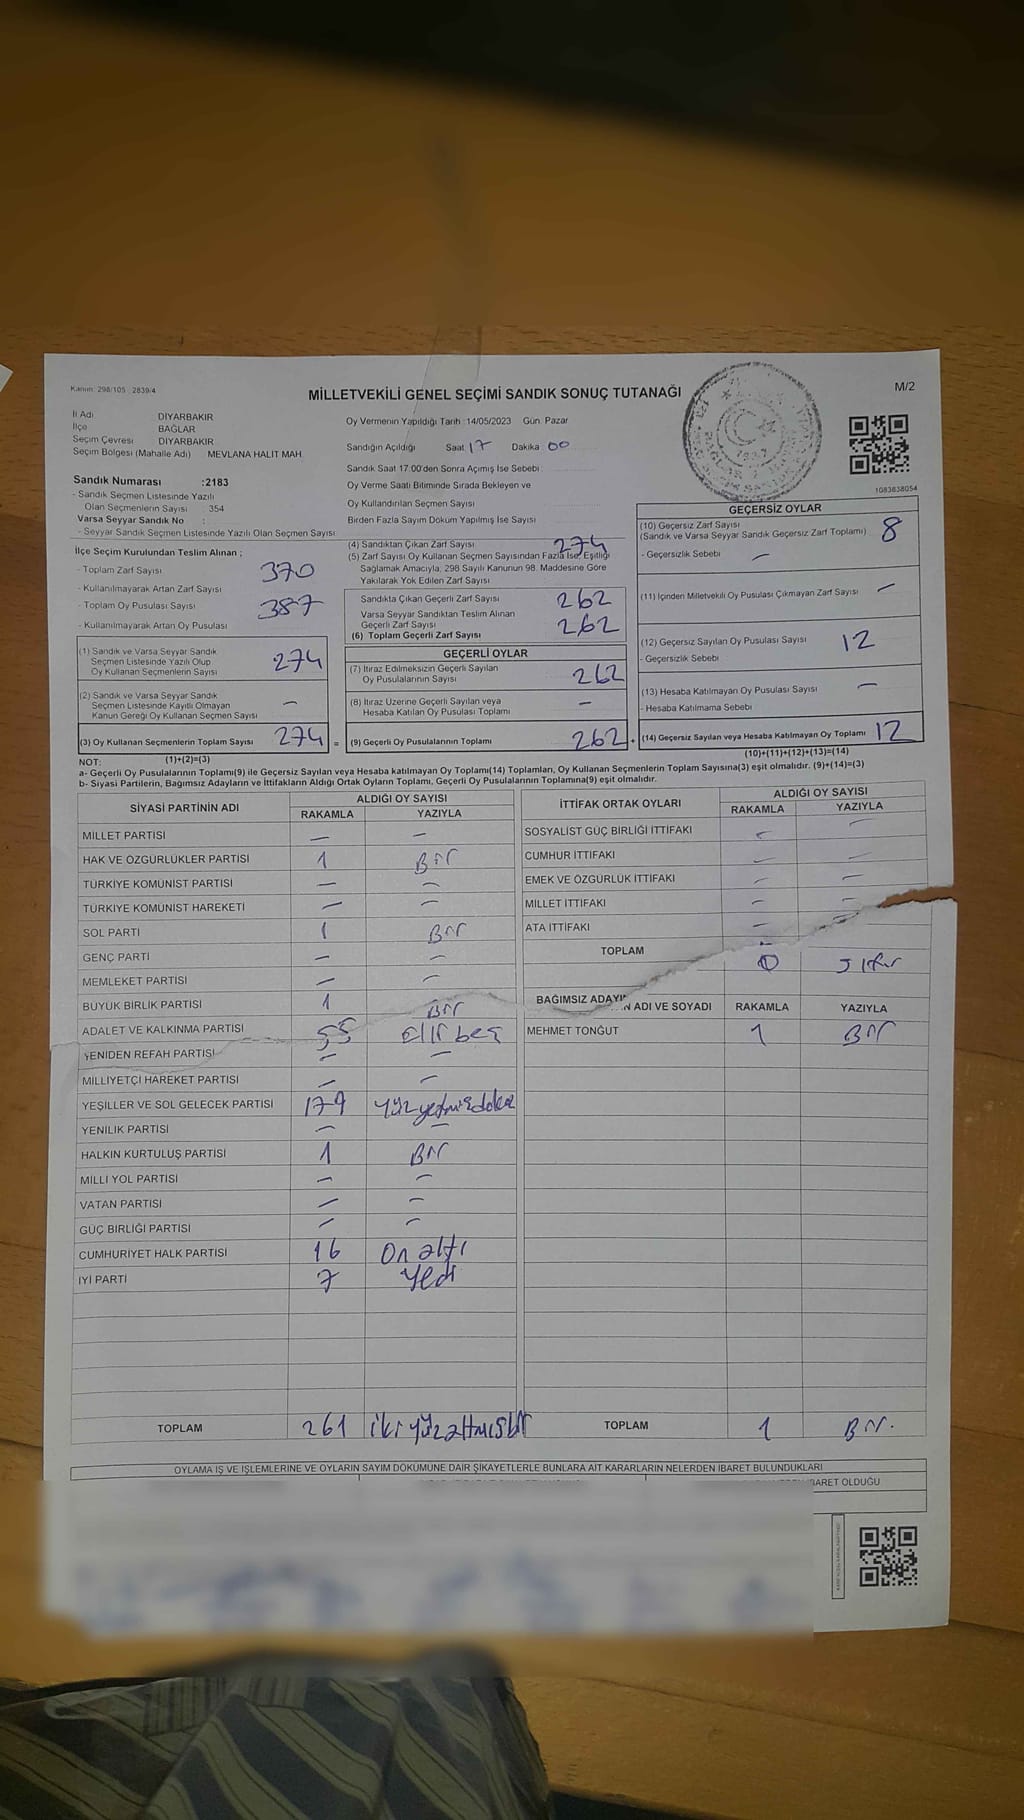 Kanun: 298/105 2839/4
MİLLETVEKİLİ GENEL SEÇİMİ SANDIK SONUÇ TUTANAĞI
M/2
İl Adı DİYARBAKIR
İlçe BAĞLAR
Seçim Çevresi DİYARBAKIR
Seçim Bölgesi (Mahalle Adı) MEVLANA HALİT MAH.
Sandık Numarası :2183
- Sandık Seçmen Listesinde Yazılı
Olan Seçmenlerin Sayısı : 354
Varsa Seyyar Sandık No :
- Seyyar Sandık Seçmen Listesinde Yazılı Olan Seçmen Sayısı
Oy Vermenin Yapıldığı Tarih :14/05/2023 Gün: Pazar
Sandığın Açıldığı Saat 17 Dakika 00
Sandık Saat 17:00'den Sonra Açılmış İse Sebebi :
Oy Verme Saati Bitiminde Sırada Bekleyen ve
Oy Kullandırılan Seçmen Sayısı
Birden Fazla Sayım Döküm Yapılmış İse Sayısı
1083638054
İlçe Seçim Kurulundan Teslim Alınan ;
- Toplam Zarf Sayısı 370
- Kullanılmayarak Artan Zarf Sayısı
- Toplam Oy Pusulası Sayısı 387
- Kullanılmayarak Artan Oy Pusulası
(1) Sandık ve Varsa Seyyar Sandık
Seçmen Listesinde Yazılı Olup
Oy Kullanan Seçmenlerin Sayısı 274
(2) Sandık ve Varsa Seyyar Sandık
Seçmen Listesinde Kayıtlı Olmayan
Kanun Gereği Oy Kullanan Seçmen Sayısı –
(3) Oy Kullanan Seçmenlerin Toplam Sayısı 274 =
(1)+(2)=(3)
(4) Sandıktan Çıkan Zarf Sayısı 274
(5) Zarf Sayısı Oy Kullanan Seçmen Sayısından Fazla İse, Eşitliği
Sağlamak Amacıyla, 298 Sayılı Kanunun 98. Maddesine Göre
Yakılarak Yok Edilen Zarf Sayısı
Sandıkta Çıkan Geçerli Zarf Sayısı 262
Varsa Seyyar Sandıktan Teslim Alınan
Geçerli Zarf Sayısı 262
(6) Toplam Geçerli Zarf Sayısı
GEÇERLİ OYLAR
(7) İtiraz Edilmeksizin Geçerli Sayılan
Oy Pusulalarının Sayısı 262
(8) İtiraz Üzerine Geçerli Sayılan veya
Hesaba Katılan Oy Pusulası Toplamı –
(9) Geçerli Oy Pusulalarının Toplamı 262 +
GEÇERSİZ OYLAR
(10) Geçersiz Zarf Sayısı
(Sandık ve Varsa Seyyar Sandık Geçersiz Zarf Toplamı) 8
- Geçersizlik Sebebi –
(11) İçinden Milletvekili Oy Pusulası Çıkmayan Zarf Sayısı –
(12) Geçersiz Sayılan Oy Pusulası Sayısı 12
- Geçersizlik Sebebi
(13) Hesaba Katılmayan Oy Pusulası Sayısı –
- Hesaba Katılmama Sebebi
(14) Geçersiz Sayılan veya Hesaba Katılmayan Oy Toplamı 12
(10)+(11)+(12)+(13)=(14)
NOT:
a- Geçerli Oy Pusulalarının Toplamı(9) ile Geçersiz Sayılan veya Hesaba katılmayan Oy Toplamı(14) Toplamları, Oy Kullanan Seçmenlerin Toplam Sayısına(3) eşit olmalıdır. (9)+(14)=(3)
b- Siyasi Partilerin, Bağımsız Adayların ve İttifakların Aldığı Ortak Oyların Toplamı, Geçerli Oy Pusulalarının Toplamına(9) eşit olmalıdır.
SİYASİ PARTİNİN ADI ALDIĞI OY SAYISI
RAKAMLA YAZIYLA
MİLLET PARTİSİ – –
HAK VE ÖZGÜRLÜKLER PARTİSİ 1 Bir
TÜRKİYE KOMÜNİST PARTİSİ – –
TÜRKİYE KOMÜNİST HAREKETİ – –
SOL PARTİ 1 Bir
GENÇ PARTİ – –
MEMLEKET PARTİSİ – –
BÜYÜK BİRLİK PARTİSİ 1 Bir
ADALET VE KALKINMA PARTİSİ 55 Elli beş
YENİDEN REFAH PARTİSİ – –
MİLLİYETÇİ HAREKET PARTİSİ – –
YEŞİLLER VE SOL GELECEK PARTİSİ 179 Yüz yetmiş dokuz
YENİLİK PARTİSİ – –
HALKIN KURTULUŞ PARTİSİ 1 Bir
MİLLİ YOL PARTİSİ – –
VATAN PARTİSİ – –
GÜÇ BİRLİĞİ PARTİSİ – –
CUMHURİYET HALK PARTİSİ 16 On altı
İYİ PARTİ 7 Yedi
TOPLAM 261 iki yüz altmış bir
İTTİFAK ORTAK OYLARI ALDIĞI OY SAYISI
RAKAMLA YAZIYLA
SOSYALİST GÜÇ BİRLİĞİ İTTİFAKI – –
CUMHUR İTTİFAKI – –
EMEK VE ÖZGÜRLÜK İTTİFAKI – –
MİLLET İTTİFAKI – –
ATA İTTİFAKI – –
TOPLAM 0 sıfır
BAĞIMSIZ ADAYIN ADI VE SOYADI RAKAMLA YAZIYLA
MEHMET TONĞUT 1 Bir
TOPLAM 1 Bir.
OYLAMA İŞ VE İŞLEMLERİNE VE OYLARIN SAYIM DÖKÜMÜNE DAİR ŞİKAYETLERLE BUNLARA AİT KARARLARIN NELERDEN İBARET BULUNDUKLARI
İBARET OLDUĞU